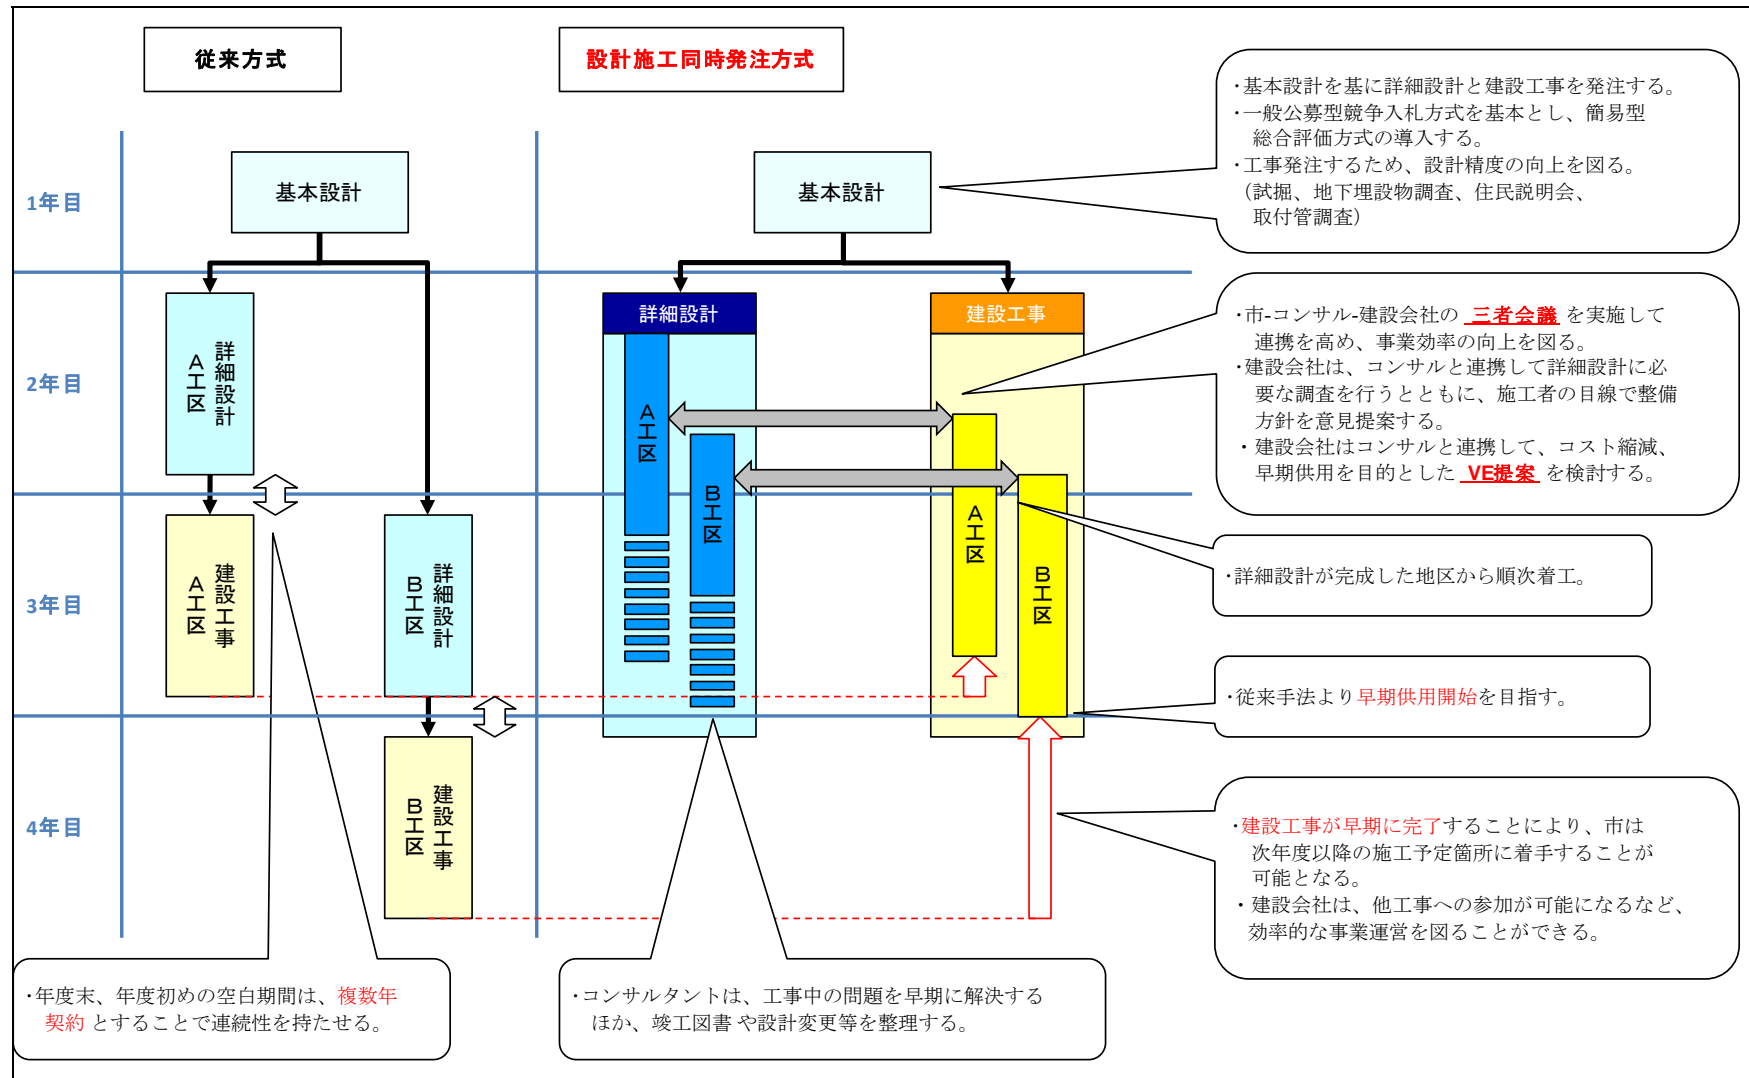 従来方式
設計施工同時発注方式
1年目
2年目
3年目
4年目
基本設計
詳細設計
A工区
建設工事
A工区
詳細設計
B工区
建設工事
B工区
基本設計
詳細設計
建設工事
A工区
B工区
A工区
B工区
・基本設計を基に詳細設計と建設工事を発注する。
・一般公募型競争入札方式を基本とし、簡易型
総合評価方式の導入する。
・工事発注するため、設計精度の向上を図る。
(試掘、地下埋設物調査、住民説明会、
取付管調査)
・市-コンサル-建設会社の 三者会議 を実施して
連携を高め、事業効率の向上を図る。
・建設会社は、コンサルと連携して詳細設計に必
要な調査を行うとともに、施工者の目線で整備
方針を意見提案する。
・建設会社はコンサルと連携して、コスト縮減、
早期供用を目的とした VE提案 を検討する。
・詳細設計が完成した地区から順次着工。
・従来手法より早期供用開始を目指す。
・建設工事が早期に完了することにより、市は
次年度以降の施工予定箇所に着手することが
可能となる。
・建設会社は、他工事への参加が可能になるなど、
効率的な事業運営を図ることができる。
・年度末、年度初めの空白期間は、複数年
契約 とすることで連続性を持たせる。
・コンサルタントは、工事中の問題を早期に解決する
ほか、竣工図書 や設計変更等を整理する。